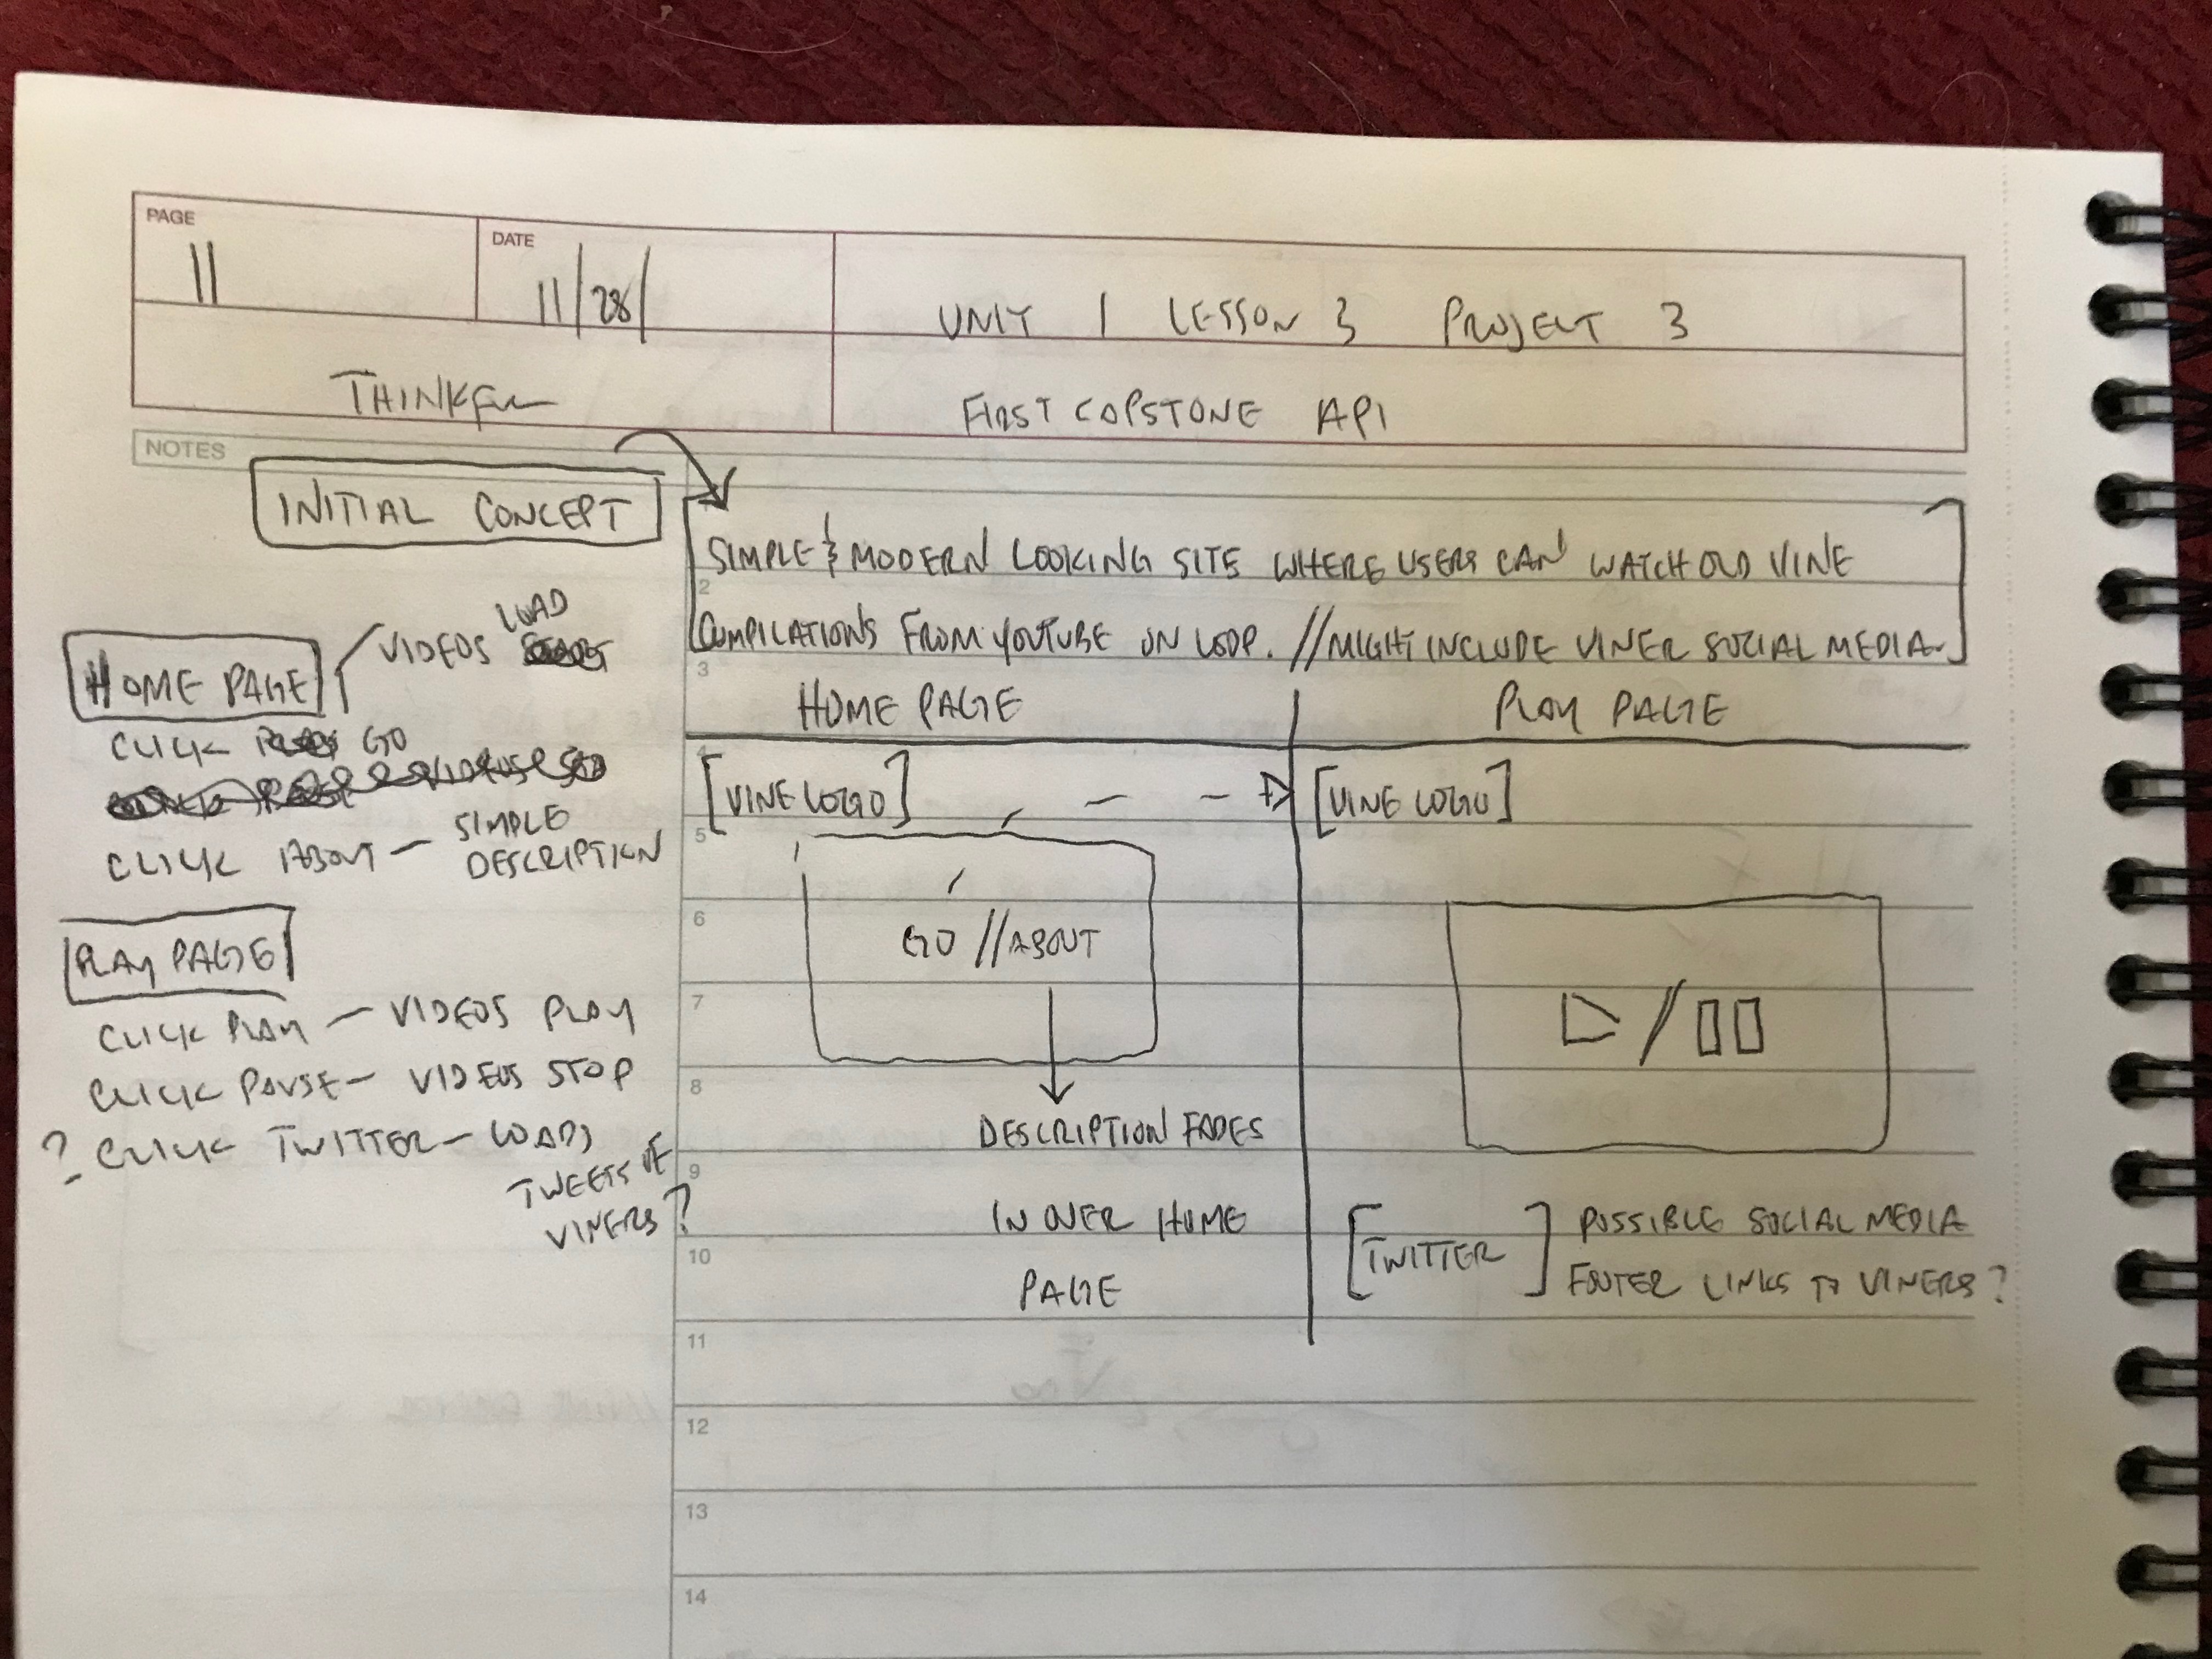 PAGE
11
DATE
11/28/
UNIT 1 LESSON 3 PROJECT 3
THINKFUL
FIRST COPSTONE API
NOTES
INITIAL CONCEPT
HOME PAGE
VIDEOS LOAD
CLICK GO
CLICK ABOUT – SIMPLE
DESCRIPTION
PLAY PAGE
CLICK PLAY – VIDEOS PLAY
CLICK PAUSE – VIDEOS STOP
? - CLICK TWITTER – LOADS
TWEETS OF
VINERS?
SIMPLE & MODERN LOOKING SITE WHERE USERS CAN WATCH OLD VINE
2
COMPILATIONS FROM YOUTUBE ON LOOP. // MIGHT INCLUDE VINER SOCIAL MEDIA.
3
HOME PAGE
4
[VINE LOGO]
5
GO // ABOUT
6
7
8
DESCRIPTION FADES
9
IN OVER HOME
10
PAGE
11
12
13
14
PLAY PAGE
[VINE LOGO]
[TWITTER]
POSSIBLE SOCIAL MEDIA
FOOTER LINKS TO VINERS?